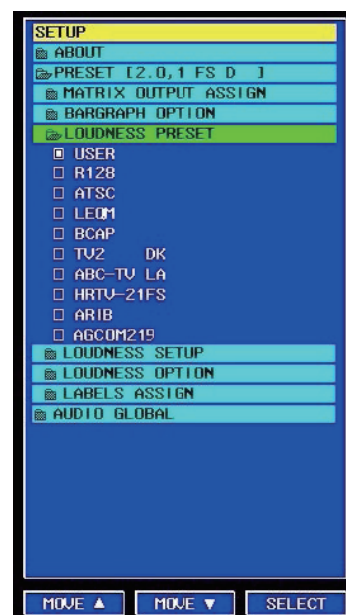 SETUP
ABOUT
PRESET [2.0,1 FS D ]
MATRIX OUTPUT ASSIGN
BARGRAPH OPTION
LOUDNESS PRESET
USER
R128
ATSC
LEQM
BCAP
TV2 DK
ABC-TV LA
HRTV-21FS
ARIB
AGCOM219
LOUDNESS SETUP
LOUDNESS OPTION
LABELS ASSIGN
AUDIO GLOBAL
MOVE ▲ MOVE ▼ SELECT